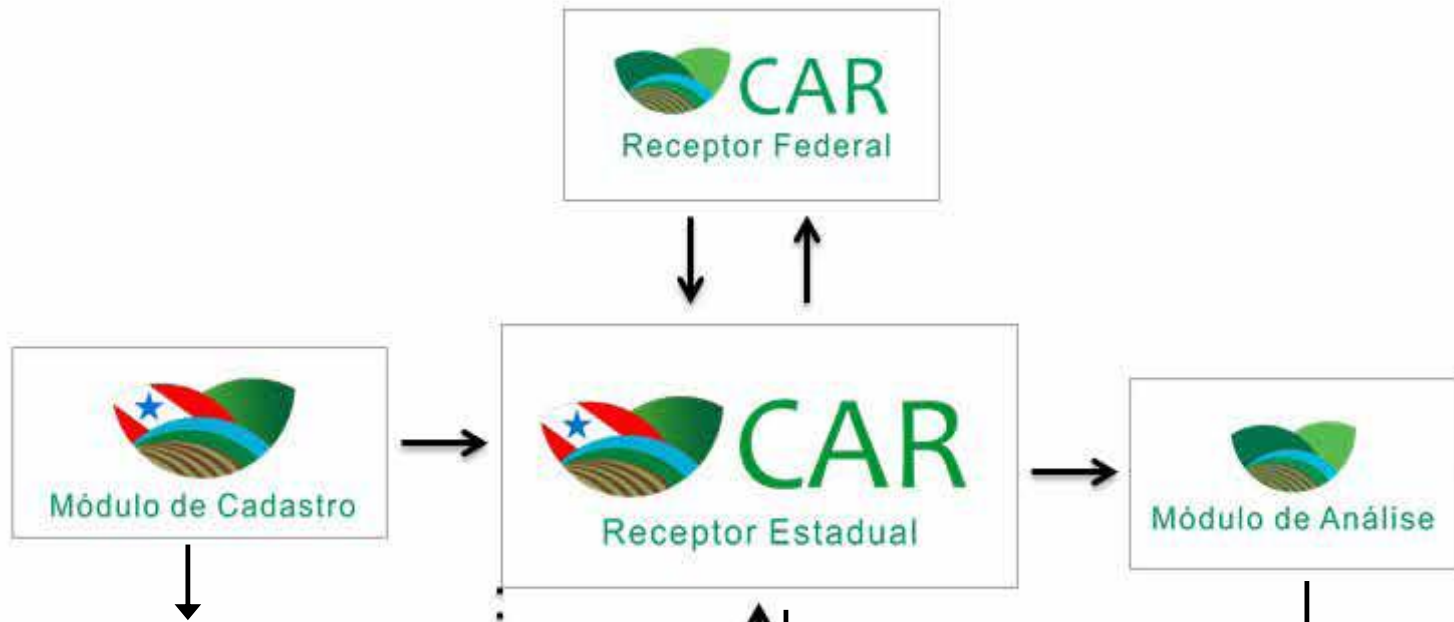 CAR
Receptor Federal
Módulo de Cadastro
CAR
Receptor Estadual
Módulo de Análise